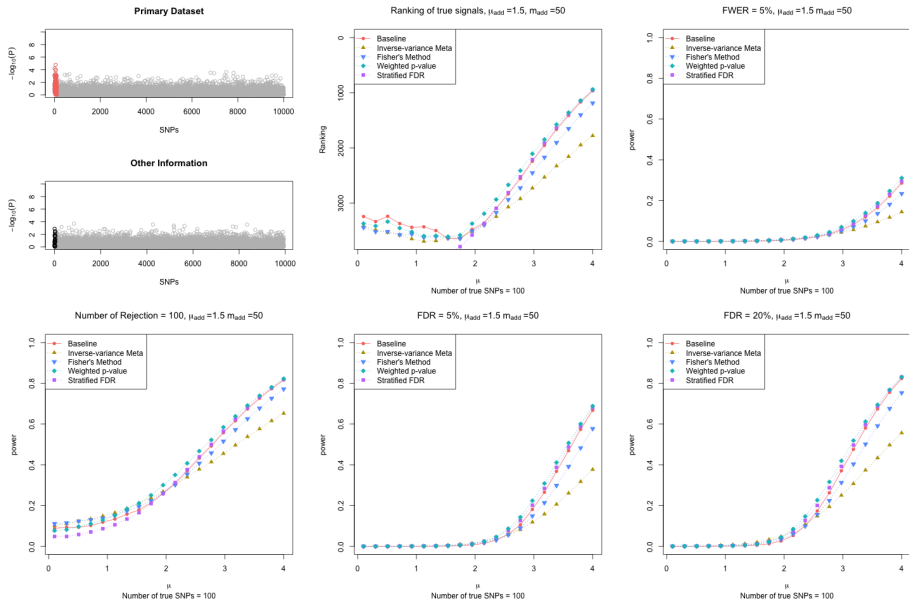 Primary Dataset
−log₁₀(P)
0 2 4 6 8
0 2000 4000 6000 8000 10000
SNPs
Other Information
−log₁₀(P)
0 2 4 6 8
0 2000 4000 6000 8000 10000
SNPs
Ranking of true signals, μadd =1.5, madd=50
Baseline
Inverse-variance Meta
Fisher's Method
Weighted p-value
Stratified FDR
Ranking
0 1000 2000 3000
0 1 2 3 4
μ
Number of true SNPs = 100
FWER = 5%, μadd =1.5 madd=50
Baseline
Inverse-variance Meta
Fisher's Method
Weighted p-value
Stratified FDR
power
0.0 0.2 0.4 0.6 0.8 1.0
0 1 2 3 4
μ
Number of true SNPs = 100
Number of Rejection = 100, μadd =1.5 madd=50
Baseline
Inverse-variance Meta
Fisher's Method
Weighted p-value
Stratified FDR
power
0.0 0.2 0.4 0.6 0.8 1.0
0 1 2 3 4
μ
Number of true SNPs = 100
FDR = 5%, μadd =1.5 madd=50
Baseline
Inverse-variance Meta
Fisher's Method
Weighted p-value
Stratified FDR
power
0.0 0.2 0.4 0.6 0.8 1.0
0 1 2 3 4
μ
Number of true SNPs = 100
FDR = 20%, μadd =1.5 madd=50
Baseline
Inverse-variance Meta
Fisher's Method
Weighted p-value
Stratified FDR
power
0.0 0.2 0.4 0.6 0.8 1.0
0 1 2 3 4
μ
Number of true SNPs = 100